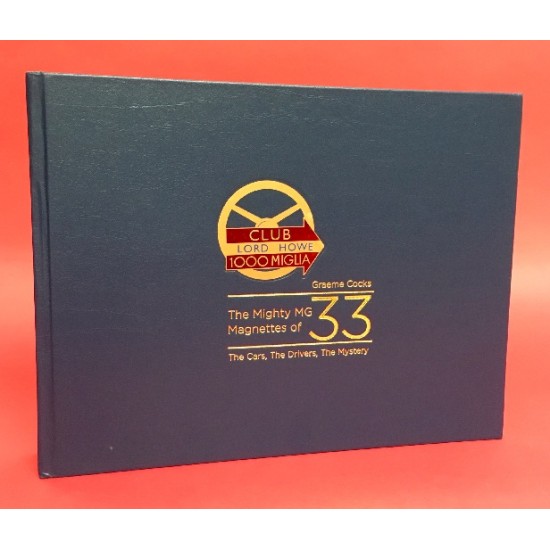 CLUB
LORD HOWE
1000 MIGLIA
Graeme Cocks
The Mighty MG
Magnettes of 33
The Cars, The Drivers, The Mystery